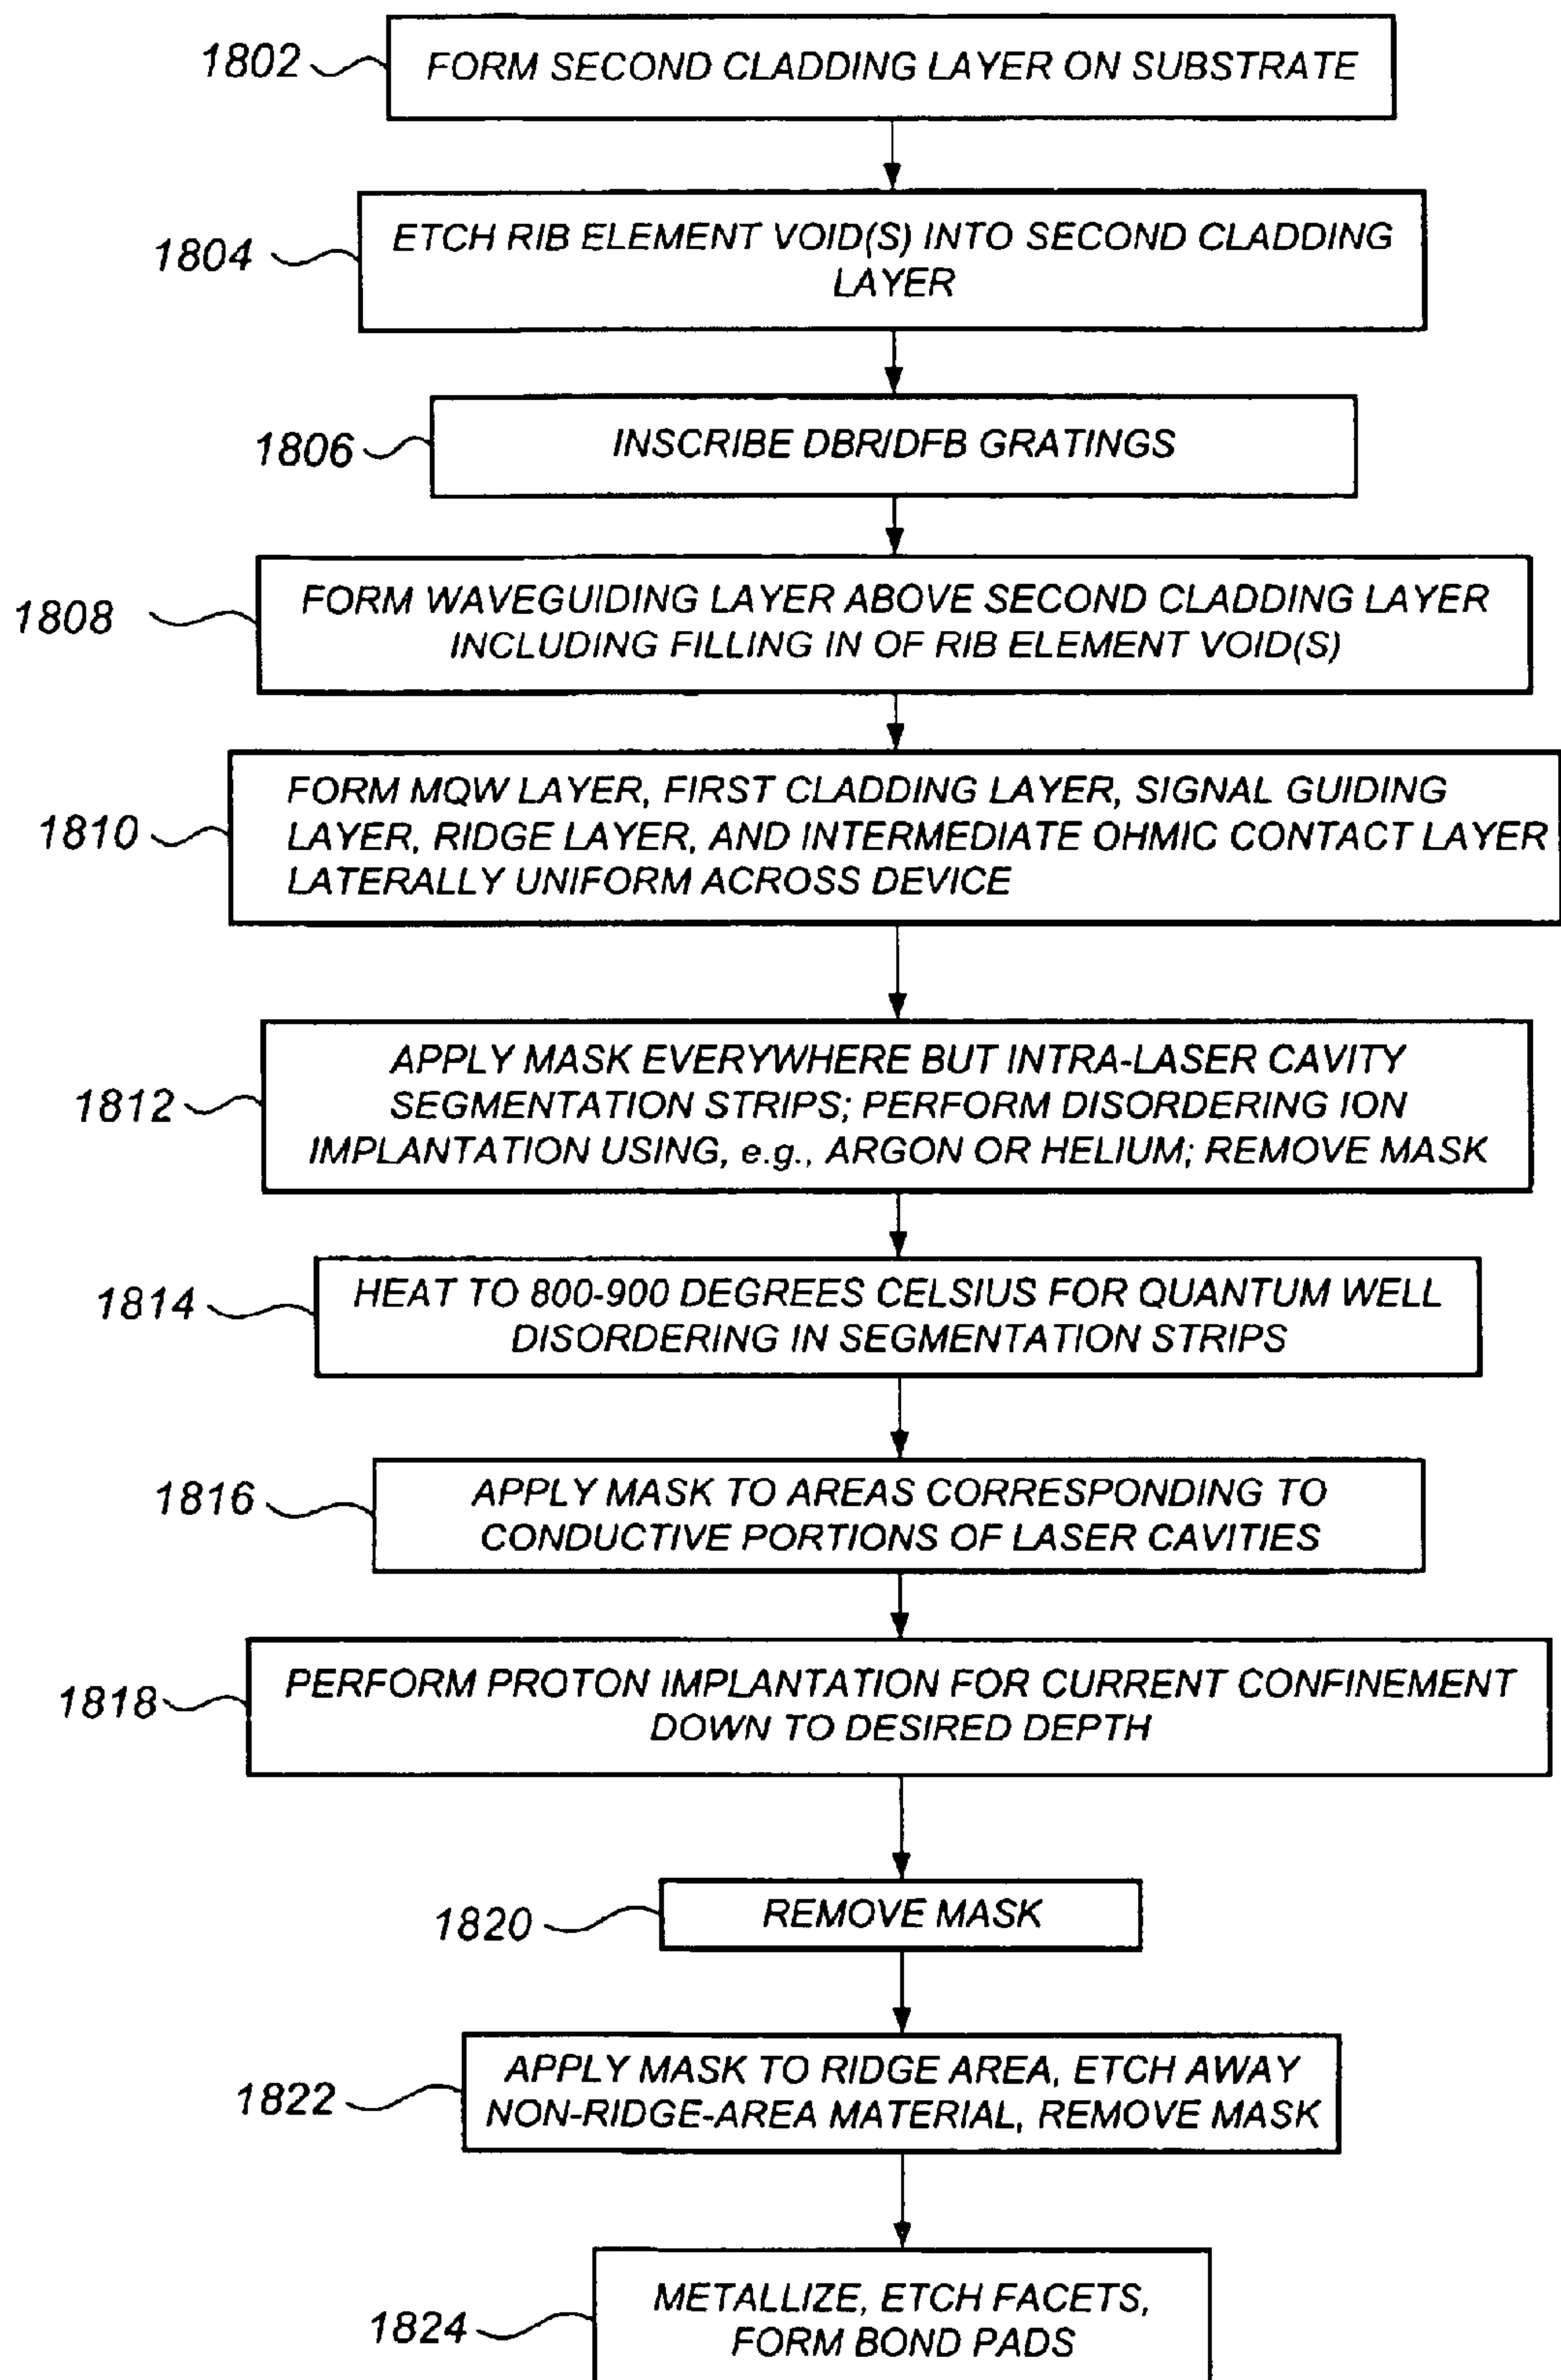 1802
FORM SECOND CLADDING LAYER ON SUBSTRATE
1804
ETCH RIB ELEMENT VOID(S) INTO SECOND CLADDING
LAYER
1806
INSCRIBE DBR/DFB GRATINGS
1808
FORM WAVEGUIDING LAYER ABOVE SECOND CLADDING LAYER
INCLUDING FILLING IN OF RIB ELEMENT VOID(S)
1810
FORM MQW LAYER, FIRST CLADDING LAYER, SIGNAL GUIDING
LAYER, RIDGE LAYER, AND INTERMEDIATE OHMIC CONTACT LAYER
LATERALLY UNIFORM ACROSS DEVICE
1812
APPLY MASK EVERYWHERE BUT INTRA-LASER CAVITY
SEGMENTATION STRIPS; PERFORM DISORDERING ION
IMPLANTATION USING, e.g., ARGON OR HELIUM; REMOVE MASK
1814
HEAT TO 800-900 DEGREES CELSIUS FOR QUANTUM WELL
DISORDERING IN SEGMENTATION STRIPS
1816
APPLY MASK TO AREAS CORRESPONDING TO
CONDUCTIVE PORTIONS OF LASER CAVITIES
1818
PERFORM PROTON IMPLANTATION FOR CURRENT CONFINEMENT
DOWN TO DESIRED DEPTH
1820
REMOVE MASK
1822
APPLY MASK TO RIDGE AREA, ETCH AWAY
NON-RIDGE-AREA MATERIAL, REMOVE MASK
1824
METALLIZE, ETCH FACETS,
FORM BOND PADS